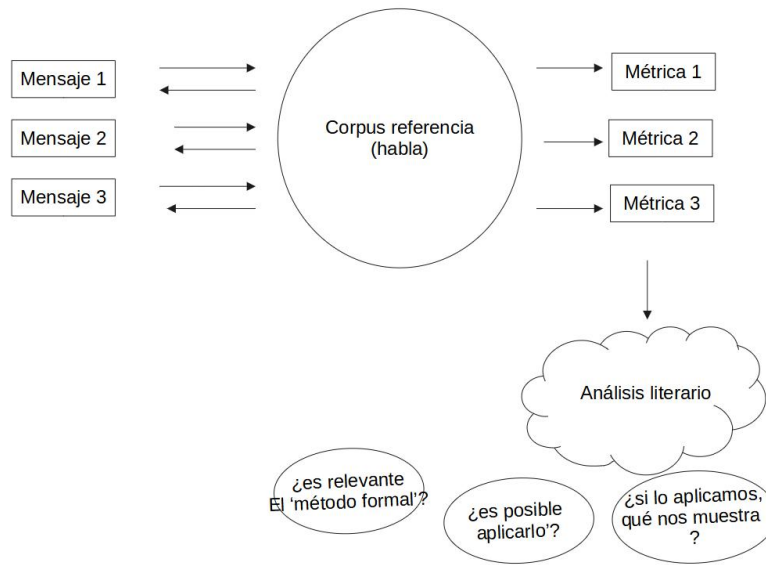 Mensaje 1
Mensaje 2
Mensaje 3
Corpus referencia
(habla)
Métrica 1
Métrica 2
Métrica 3
Análisis literario
¿es relevante
El ‘método formal’?
¿es posible
aplicarlo’?
¿si lo aplicamos,
qué nos muestra
?